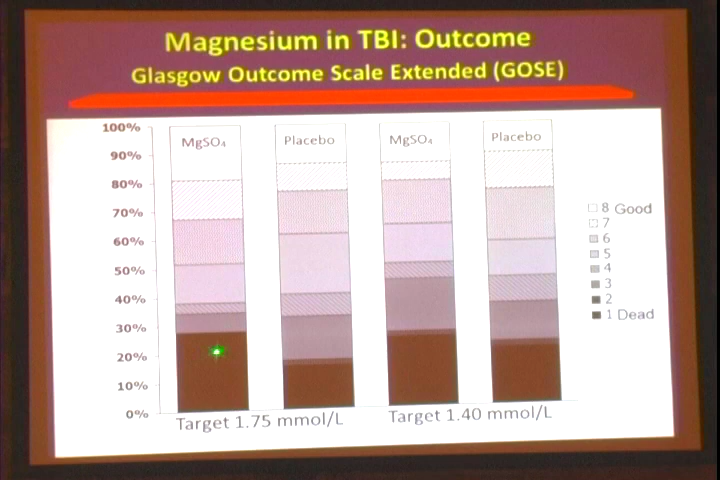 Magnesium in TBI: Outcome
Glasgow Outcome Scale Extended (GOSE)
100%
90%
80%
70%
60%
50%
40%
30%
20%
10%
0%
MgSO₄
Placebo
MgSO₄
Placebo
Target 1.75 mmol/L
Target 1.40 mmol/L
8 Good
7
6
5
4
3
2
1 Dead